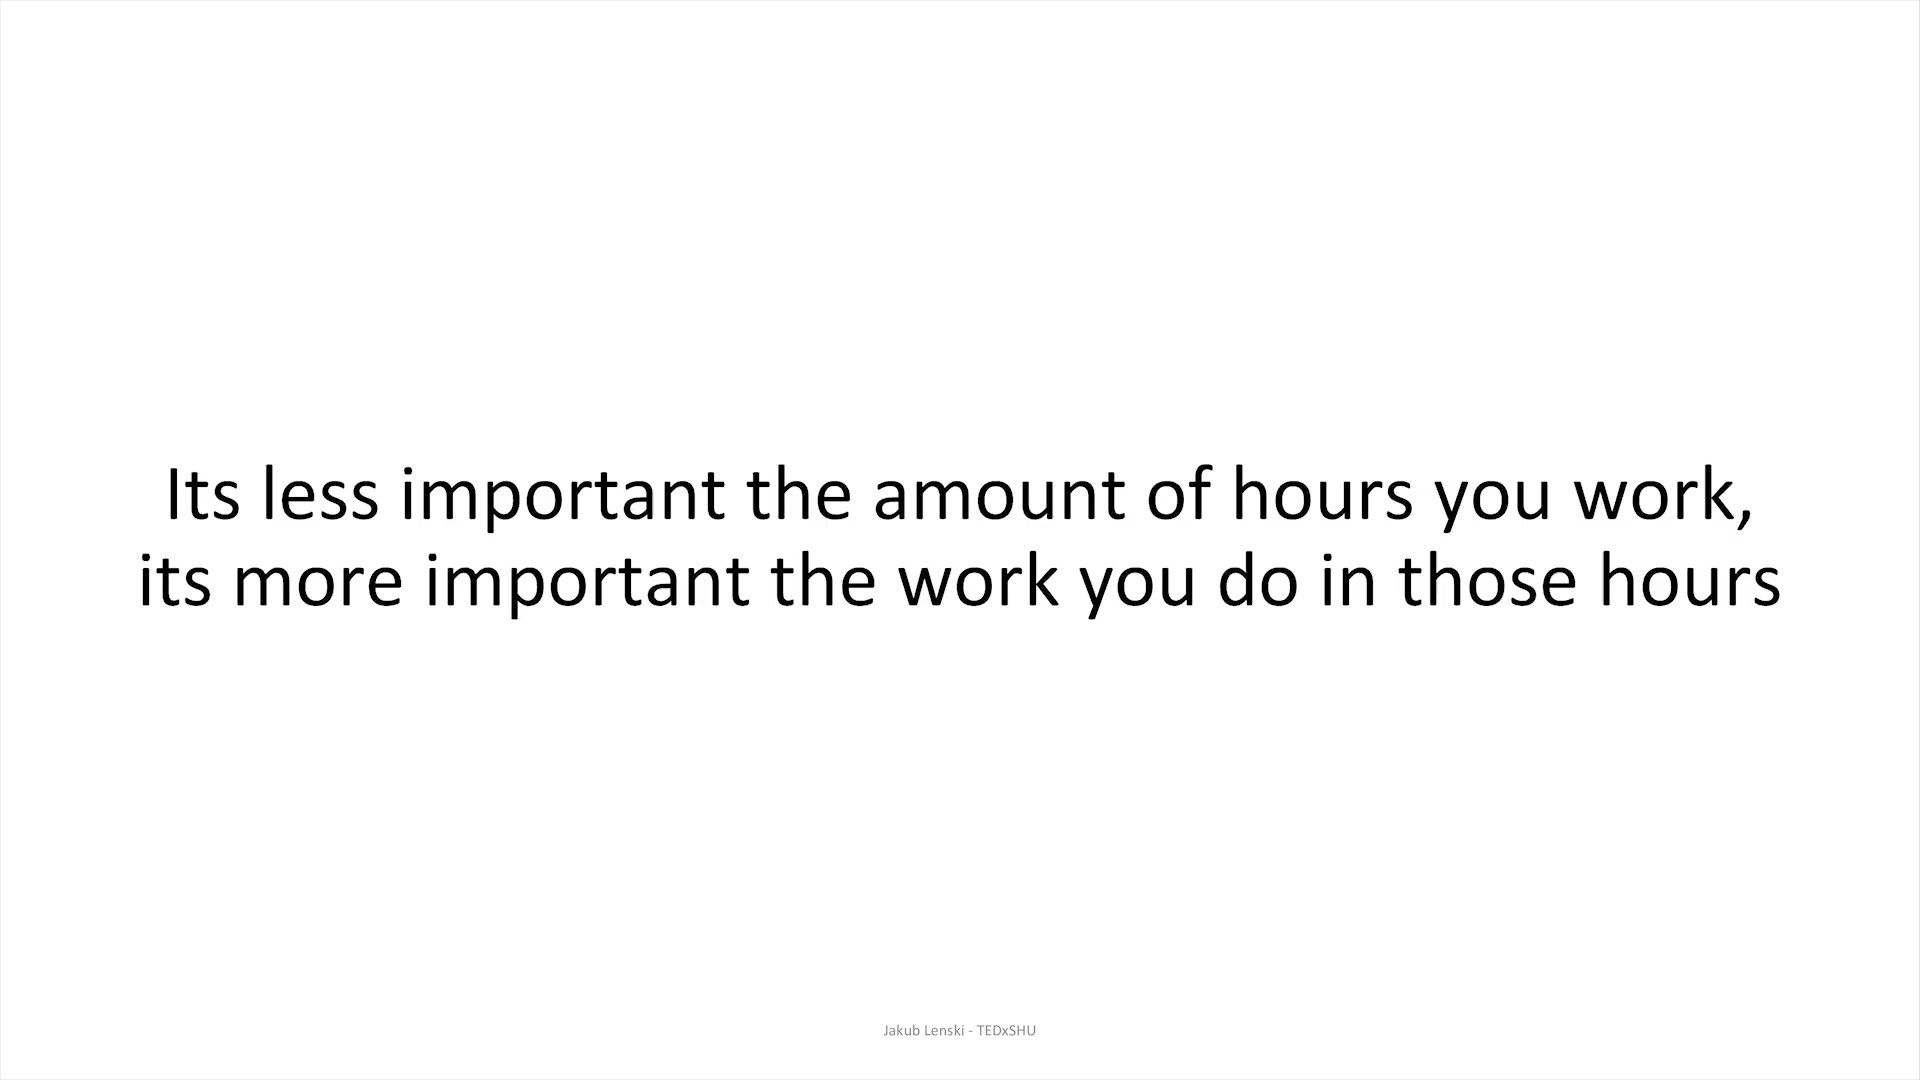 Its less important the amount of hours you work,
its more important the work you do in those hours
Jakub Lenski - TEDxSHU